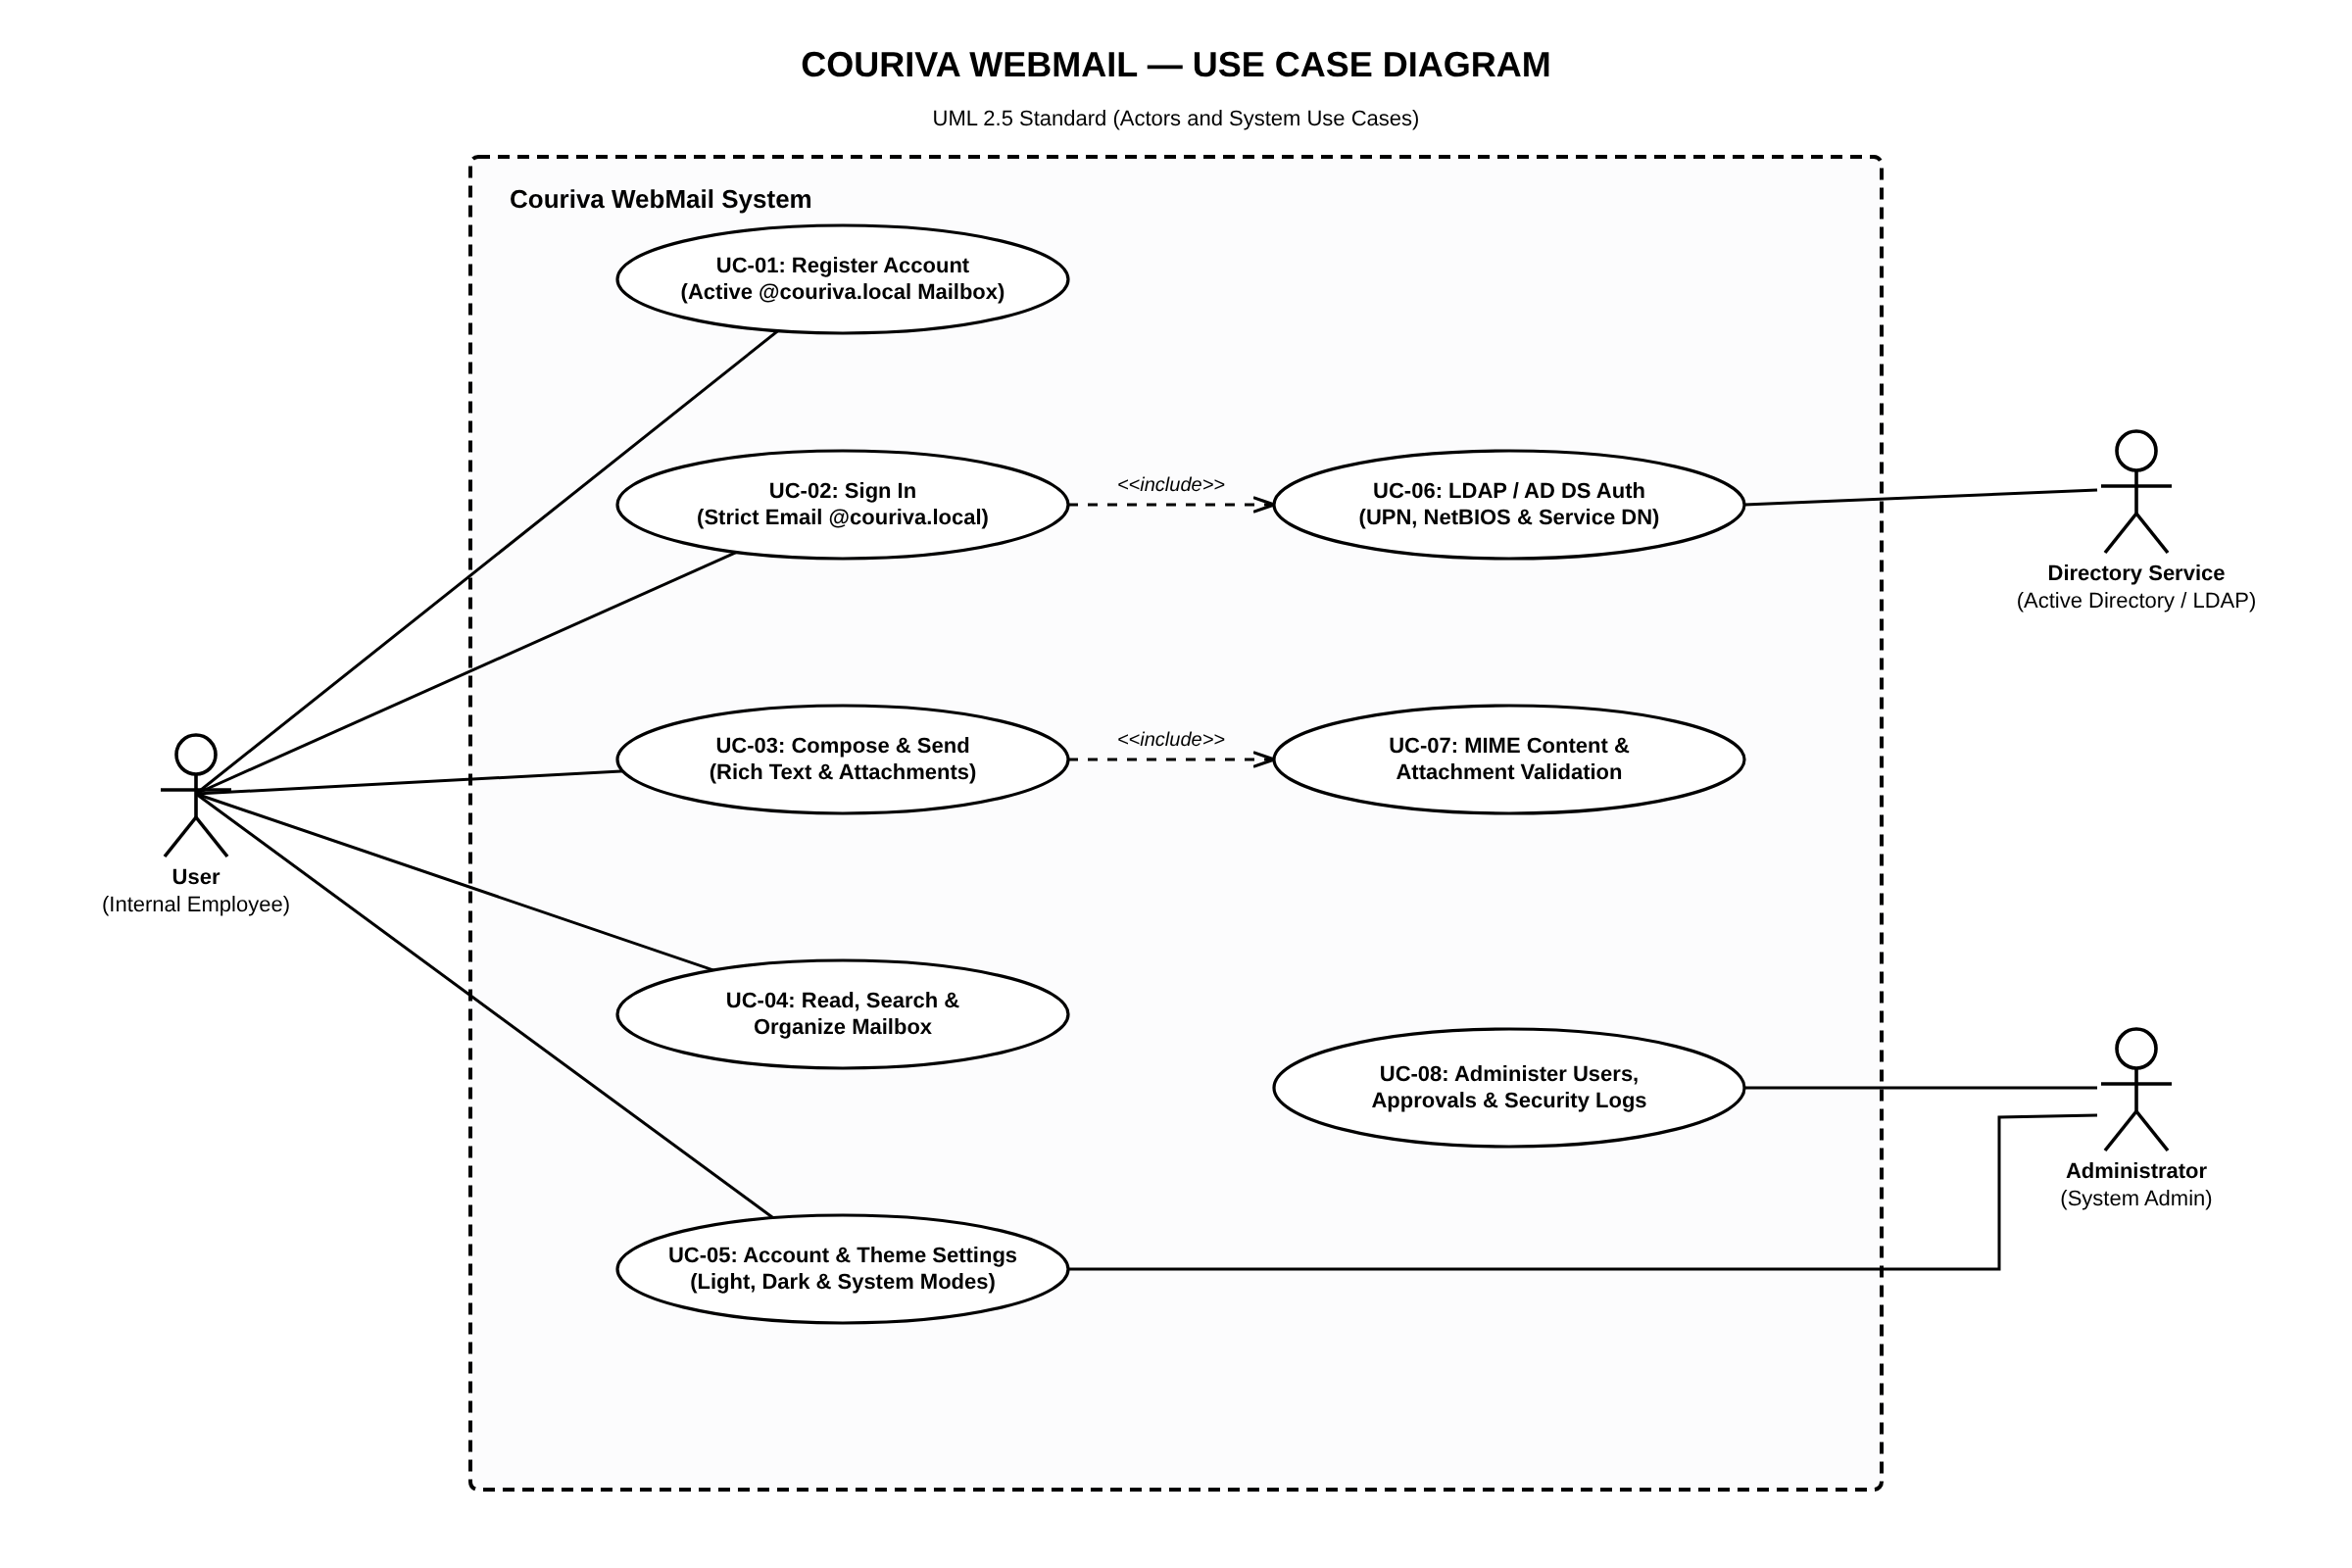 COURIVA WEBMAIL — USE CASE DIAGRAM
UML 2.5 Standard (Actors and System Use Cases)
Couriva WebMail System
UC-01: Register Account
(Active @couriva.local Mailbox)
UC-02: Sign In
(Strict Email @couriva.local)
<<include>>
UC-06: LDAP / AD DS Auth
(UPN, NetBIOS & Service DN)
Directory Service
(Active Directory / LDAP)
UC-03: Compose & Send
(Rich Text & Attachments)
<<include>>
UC-07: MIME Content &
Attachment Validation
User
(Internal Employee)
UC-04: Read, Search &
Organize Mailbox
UC-08: Administer Users,
Approvals & Security Logs
Administrator
(System Admin)
UC-05: Account & Theme Settings
(Light, Dark & System Modes)